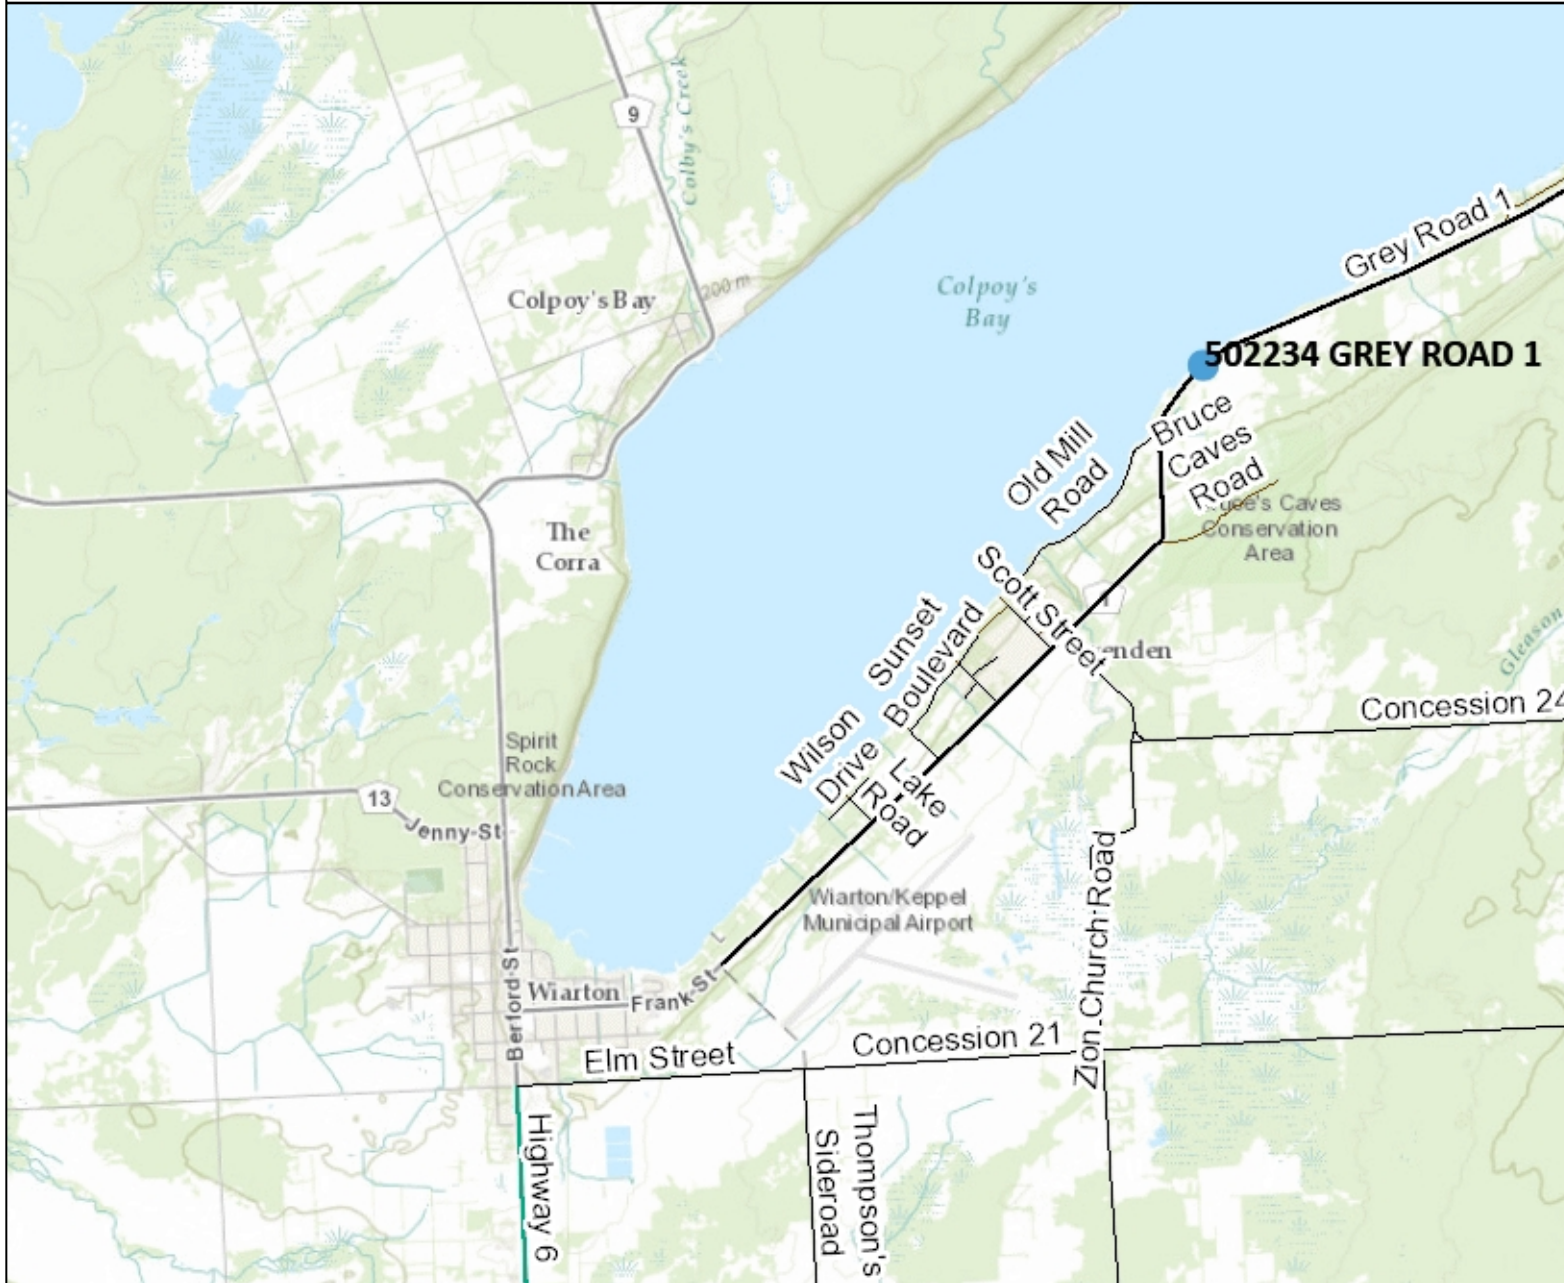 9
Colby's Creek
Grey Road 1
Colpoy's Bay
200 m
Colpoy's
Bay
502234 GREY ROAD 1
Bruce
Caves
Road
Old Mill
Road
Caves
Conservation
Area
The
Corra
Scott Street
1
Sunset
Boulevard
Gleason
Concession 24
Wilson
Drive
Lake
Road
Spirit
Rock
Conservation Area
13
Jenny St
Wiarton/Keppel
Municipal Airport
Zion Church Road
Berford St
Wiarton
Frank St
Elm Street
Concession 21
Highway 6
Thompson's
Sideroad